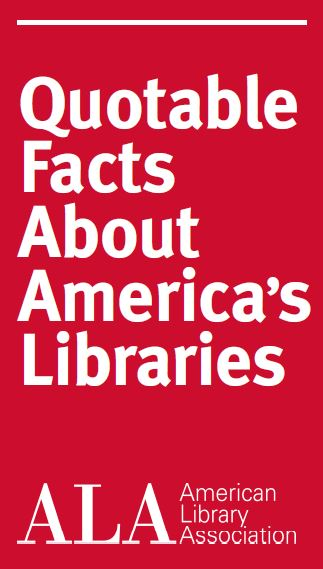 Quotable
Facts
About
America's
Libraries
ALA American
Library
Association